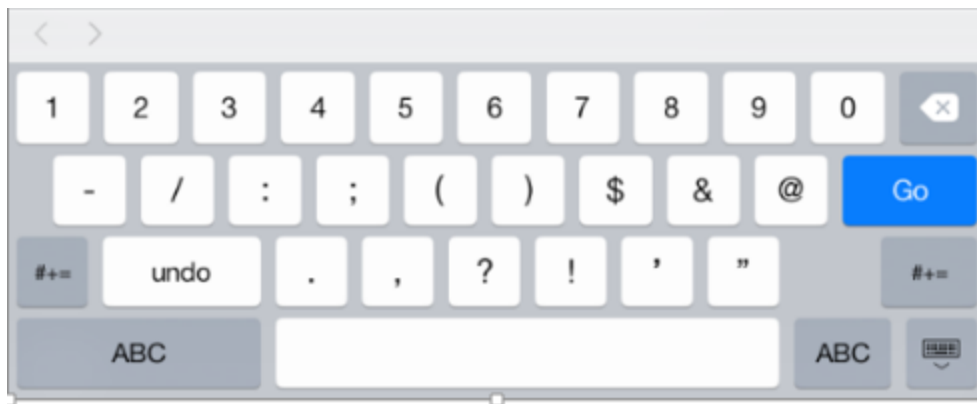 1 2 3 4 5 6 7 8 9 0
- / : ; ( ) $ & @ Go
#+= undo . , ? ! ’ ” #+=
ABC ABC